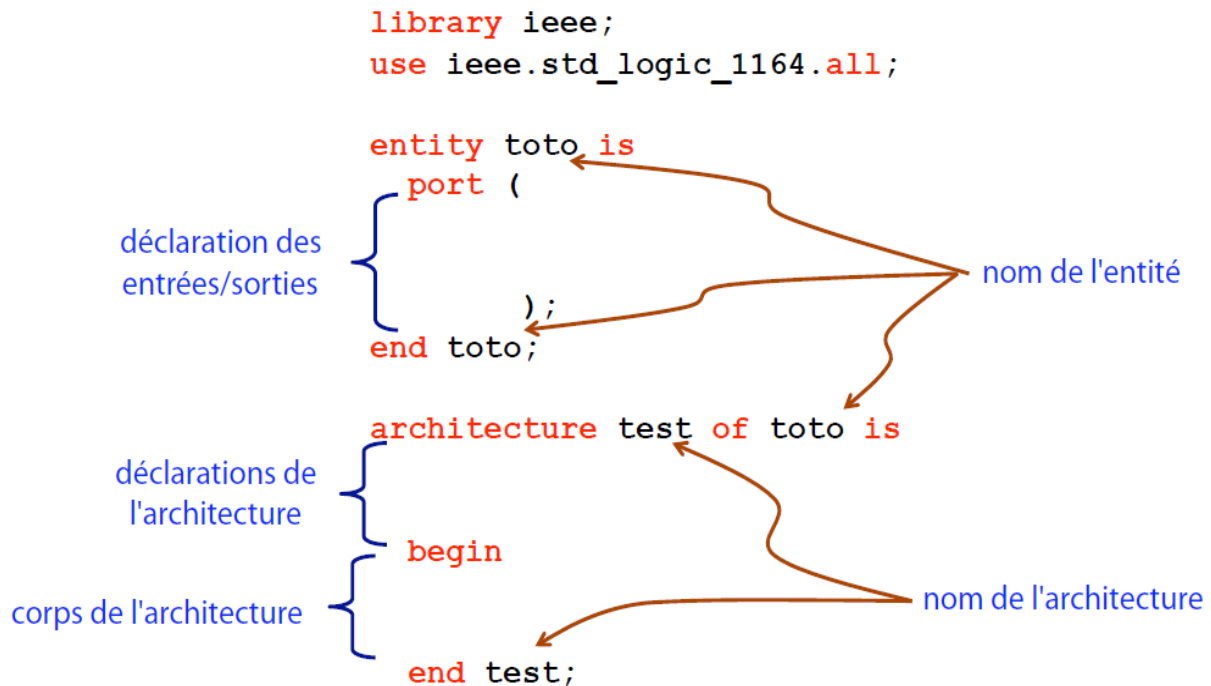 library ieee;
use ieee.std_logic_1164.all;
entity toto is
port (
déclaration des
entrées/sorties
nom de l'entité
);
end toto;
architecture test of toto is
déclarations de
l'architecture
begin
corps de l'architecture
nom de l'architecture
end test;